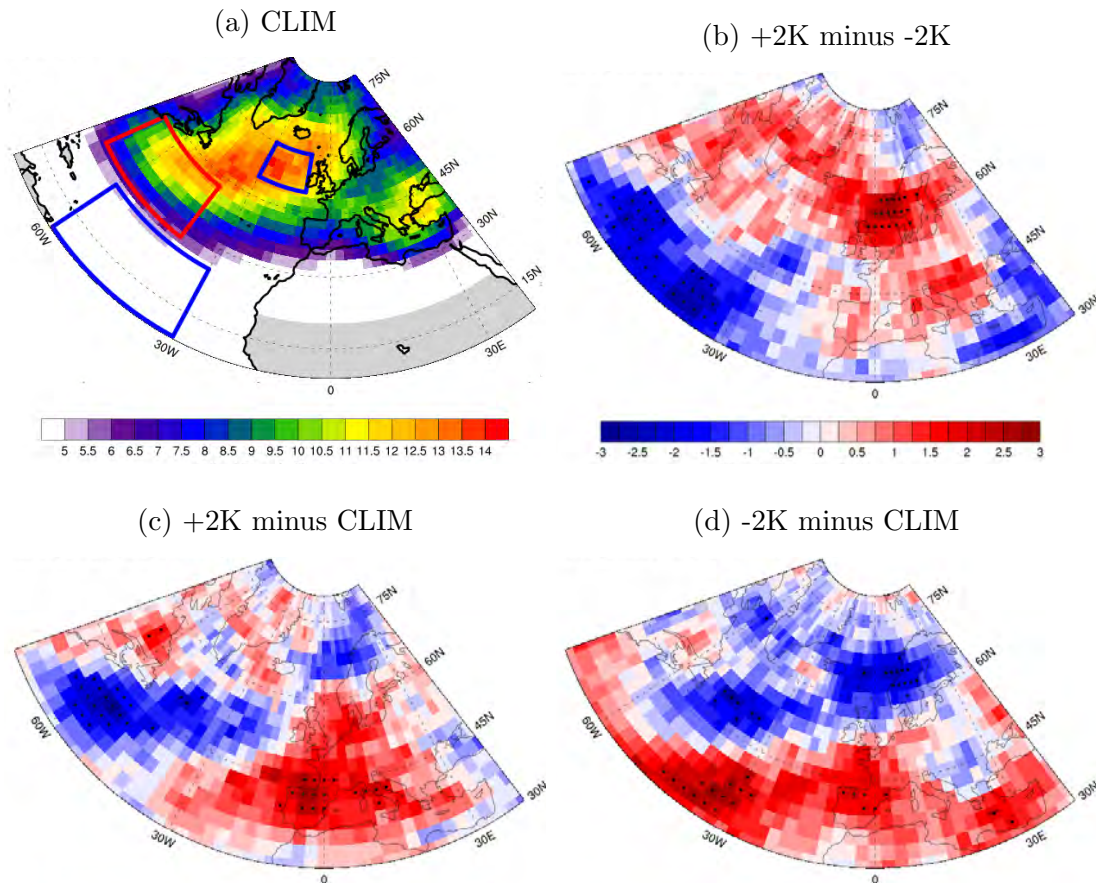 (a) CLIM
75N
60N
45N
30N
15N
60W
30W
0
30E
5 5.5 6 6.5 7 7.5 8 8.5 9 9.5 10 10.5 11 11.5 12 12.5 13 13.5 14
(b) +2K minus -2K
75N
60N
45N
30N
60W
30W
0
30E
-3 -2.5 -2 -1.5 -1 -0.5 0 0.5 1 1.5 2 2.5 3
(c) +2K minus CLIM
75N
60N
45N
30N
60W
30W
0
30E
(d) -2K minus CLIM
75N
60N
45N
30N
60W
30W
0
30E